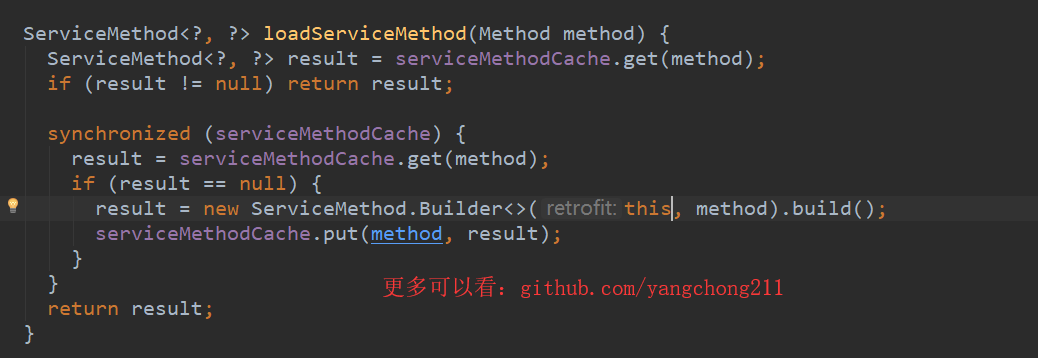 ServiceMethod<?, ?> loadServiceMethod(Method method) {
ServiceMethod<?, ?> result = serviceMethodCache.get(method);
if (result != null) return result;
synchronized (serviceMethodCache) {
result = serviceMethodCache.get(method);
if (result == null) {
result = new ServiceMethod.Builder<>( retrofit: this, method).build();
serviceMethodCache.put(method, result);
}
}
更多可以看：github.com/yangchong211
return result;
}